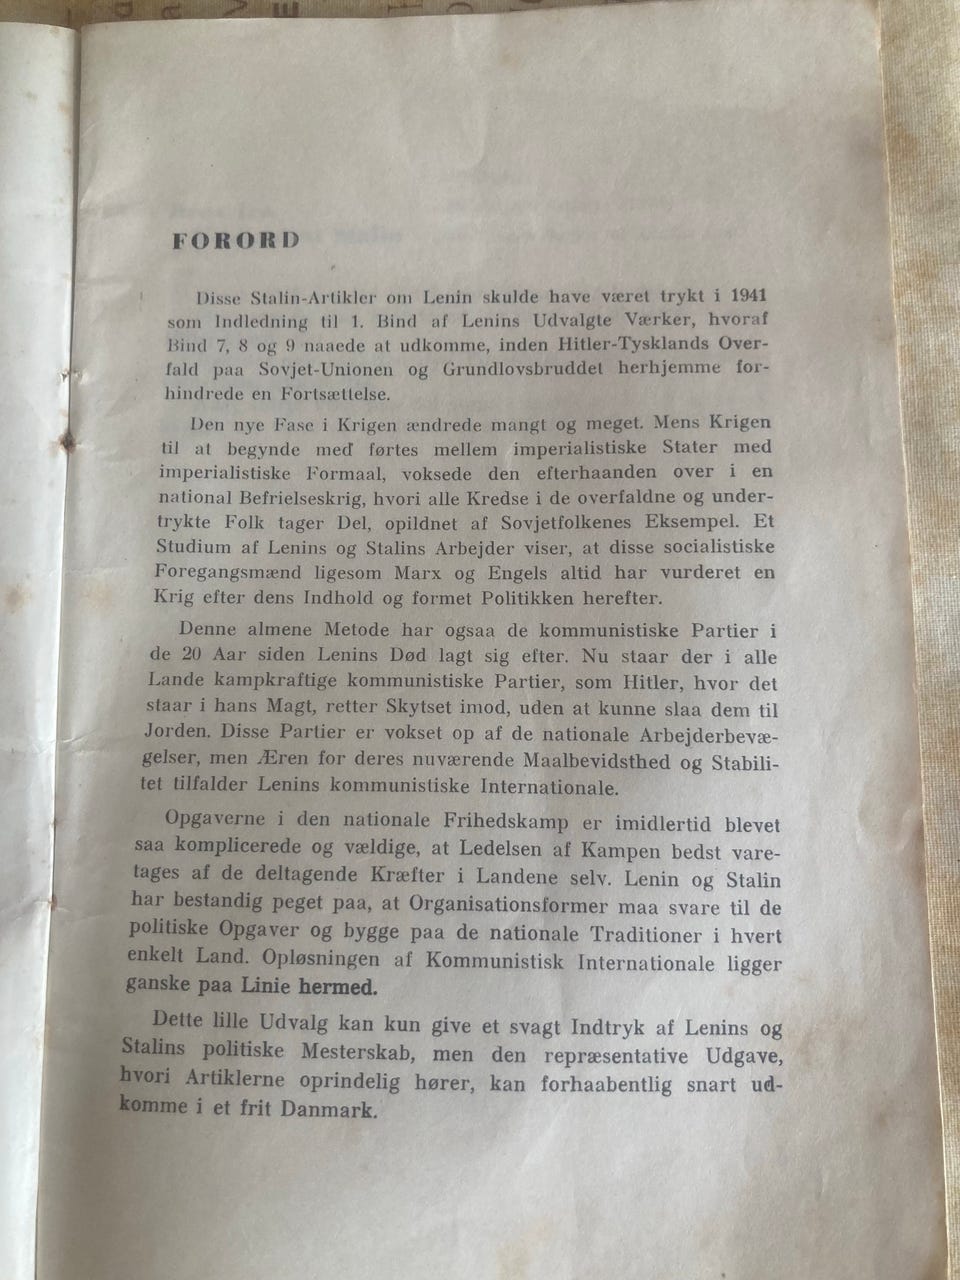 FORORD
Disse Stalin-Artikler om Lenin skulde have været trykt i 1941
som Indledning til 1. Bind af Lenins Udvalgte Værker, hvoraf
Bind 7, 8 og 9 naaede at udkomme, inden Hitler-Tysklands Over-
fald paa Sovjet-Unionen og Grundlovsbruddet herhjemme for-
hindrede en Fortsættelse.
Den nye Fase i Krigen ændrede mangt og meget. Mens Krigen
til at begynde med førtes mellem imperialistiske Stater med
imperialistiske Formaal, voksede den efterhaanden over i en
national Befrielseskrig, hvori alle Kredse i de overfaldne og under-
trykte Folk tager Del, opildnet af Sovjetfolkenes Eksempel. Et
Studium af Lenins og Stalins Arbejder viser, at disse socialistiske
Foregangsmænd ligesom Marx og Engels altid har vurderet en
Krig efter dens Indhold og formet Politikken herefter.
Denne almene Metode har ogsaa de kommunistiske Partier i
de 20 Aar siden Lenins Død lagt sig efter. Nu staar der i alle
Lande kampkraftige kommunistiske Partier, som Hitler, hvor det
staar i hans Magt, retter Skytset imod, uden at kunne slaa dem til
Jorden. Disse Partier er vokset op af de nationale Arbejderbevæ-
gelser, men Æren for deres nuværende Maalbevidsthed og Stabili-
tet tilfalder Lenins kommunistiske Internationale.
Opgaverne i den nationale Frihedskamp er imidlertid blevet
saa komplicerede og vældige, at Ledelsen af Kampen bedst vare-
tages af de deltagende Kræfter i Landene selv. Lenin og Stalin
har bestandig peget paa, at Organisationsformer maa svare til de
politiske Opgaver og bygge paa de nationale Traditioner i hvert
enkelt Land. Opløsningen af Kommunistisk Internationale ligger
ganske paa Linie hermed.
Dette lille Udvalg kan kun give et svagt Indtryk af Lenins og
Stalins politiske Mesterskab, men den repræsentative Udgave,
hvori Artiklerne oprindelig hører, kan forhaabentlig snart ud-
komme i et frit Danmark.